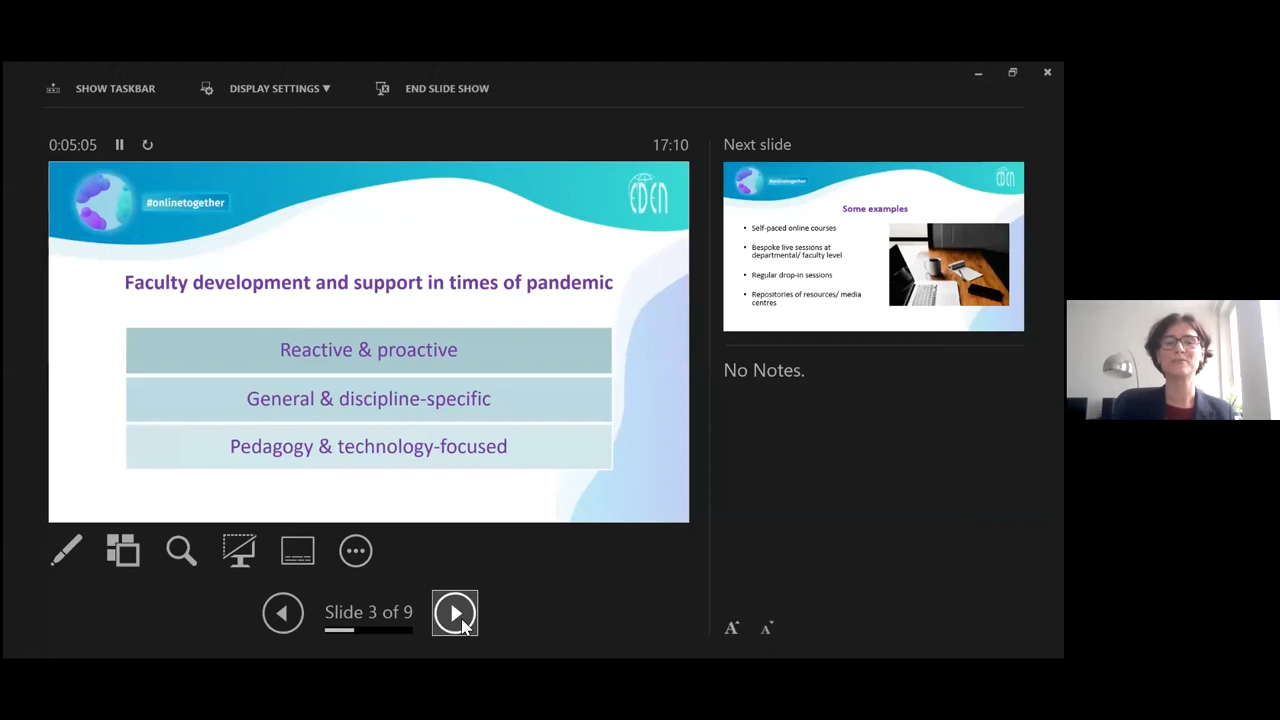 SHOW TASKBAR
DISPLAY SETTINGS ▼
END SLIDE SHOW
0:05:05
17:10
#onlinetogether
EDEN
Faculty development and support in times of pandemic
Reactive & proactive
General & discipline-specific
Pedagogy & technology-focused
Slide 3 of 9
Next slide
#onlinetogether
EDEN
Some examples
• Self-paced online courses
• Bespoke live sessions at
departmental/ faculty level
• Regular drop-in sessions
• Repositories of resources/ media
centres
No Notes.
A A